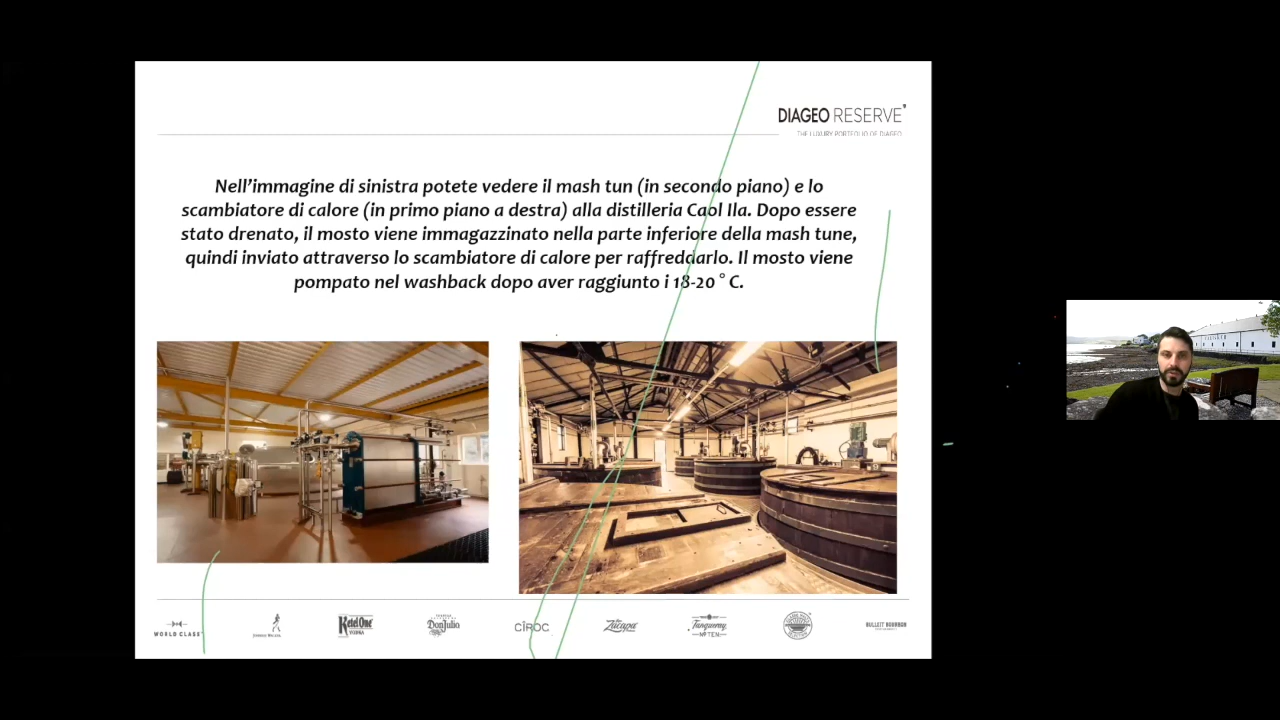 DIAGEO RESERVE
THE LUXURY PORTFOLIO OF DIAGEO
Nell'immagine di sinistra potete vedere il mash tun (in secondo piano) e lo
scambiatore di calore (in primo piano a destra) alla distilleria Caol Ila. Dopo essere
stato drenato, il mosto viene immagazzinato nella parte inferiore della mash tune,
quindi inviato attraverso lo scambiatore di calore per raffreddarlo. Il mosto viene
pompato nel washback dopo aver raggiunto i 18-20 ° C.
WORLD CLASS
JOHNNIE WALKER
Ketel One
VODKA
Don Julio
CÎROC
Zacapa
Tanqueray
Nº TEN
BULLEIT BOURBON